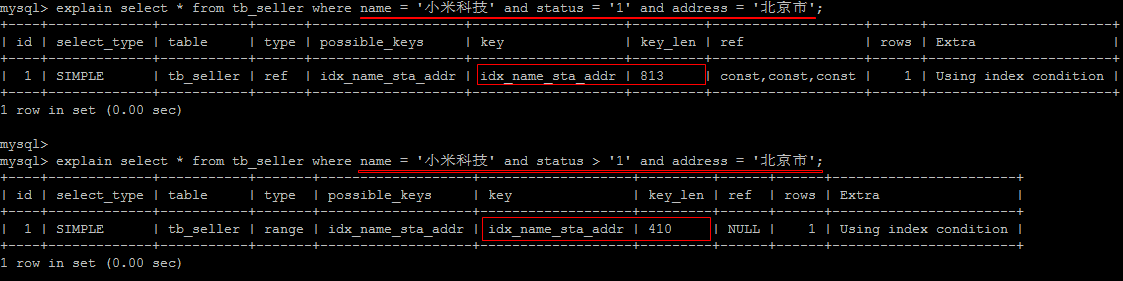 mysql> explain select * from tb_seller where name = '小米科技' and status = '1' and address = '北京市';
+----+-------------+-----------+------+-------------------+-------------------+---------+-------------------+------+-----------------------+
| id | select_type | table     | type | possible_keys     | key               | key_len | ref               | rows | Extra                 |
+----+-------------+-----------+------+-------------------+-------------------+---------+-------------------+------+-----------------------+
|  1 | SIMPLE      | tb_seller | ref  | idx_name_sta_addr | idx_name_sta_addr | 813     | const,const,const |    1 | Using index condition |
+----+-------------+-----------+------+-------------------+-------------------+---------+-------------------+------+-----------------------+
1 row in set (0.00 sec)
mysql>
mysql> explain select * from tb_seller where name = '小米科技' and status > '1' and address = '北京市';
+----+-------------+-----------+-------+-------------------+-------------------+---------+------+------+-----------------------+
| id | select_type | table     | type  | possible_keys     | key               | key_len | ref  | rows | Extra                 |
+----+-------------+-----------+-------+-------------------+-------------------+---------+------+------+-----------------------+
|  1 | SIMPLE      | tb_seller | range | idx_name_sta_addr | idx_name_sta_addr | 410     | NULL |    1 | Using index condition |
+----+-------------+-----------+-------+-------------------+-------------------+---------+------+------+-----------------------+
1 row in set (0.00 sec)